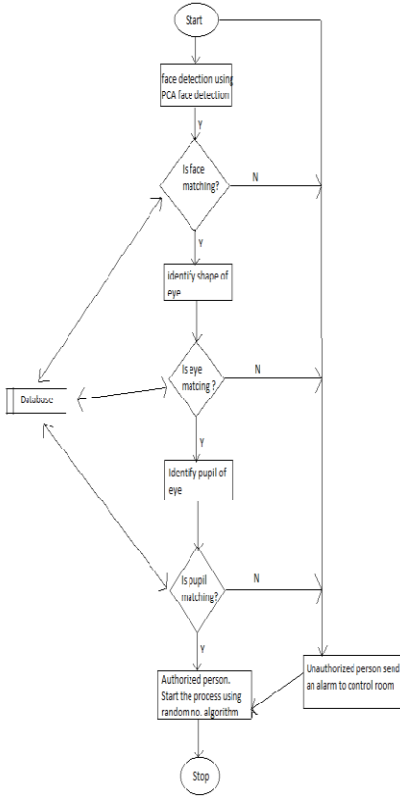 Start
face detection using
PCA face detection
Y
Is face
matching?
N
Y
identify shape of
eye
Is eye
matcing ?
N
Database
Y
Identify pupil of
eye
Is pupil
matching?
N
Y
Unauthorized person send
an alarm to control room
Authorized person.
Start the process using
random no. algorithm
Stop